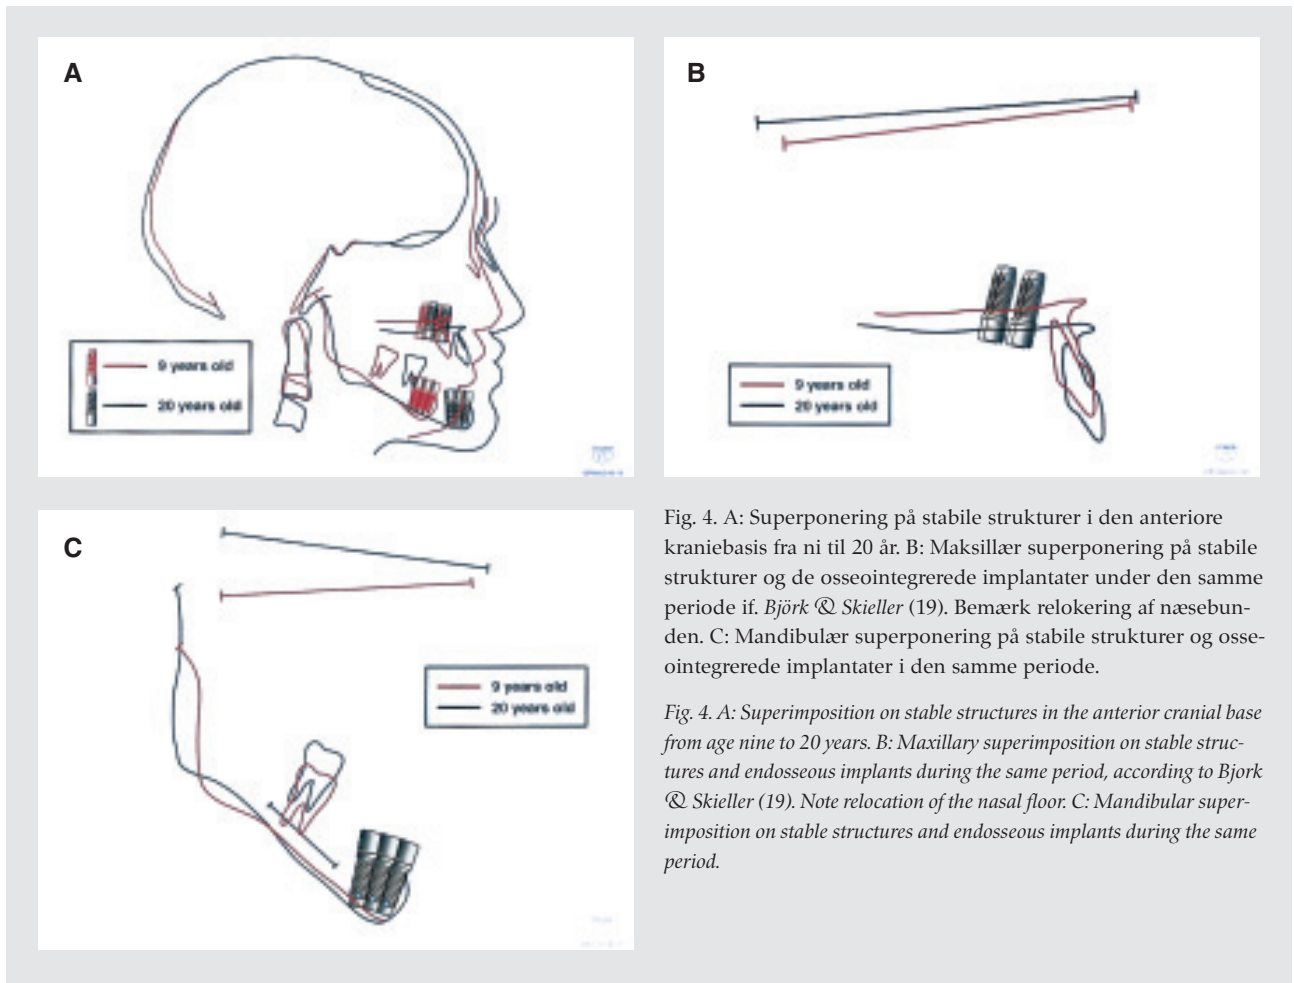 A
9 years old
20 years old
B
9 years old
20 years old
C
9 years old
20 years old
Fig. 4. A: Superponering på stabile strukturer i den anteriore
kraniebasis fra ni til 20 år. B: Maksillær superponering på stabile
strukturer og de osseointegrerede implantater under den samme
periode if. Björk & Skieller (19). Bemærk relokering af næsebun-
den. C: Mandibulær superponering på stabile strukturer og osse-
ointegrerede implantater i den samme periode.
Fig. 4. A: Superimposition on stable structures in the anterior cranial base
from age nine to 20 years. B: Maxillary superimposition on stable struc-
tures and endosseous implants during the same period, according to Bjork
& Skieller (19). Note relocation of the nasal floor. C: Mandibular super-
imposition on stable structures and endosseous implants during the same
period.